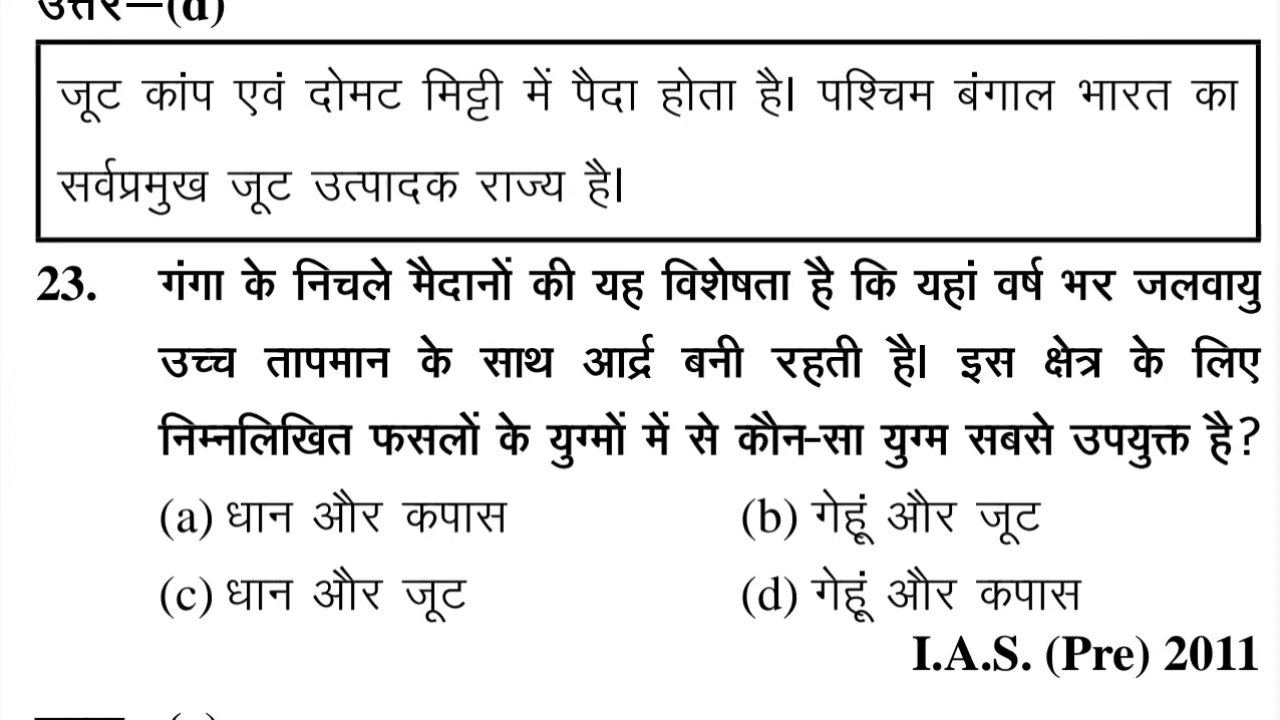 उत्तर—(d)
जूट कांप एवं दोमट मिट्टी में पैदा होता है। पश्चिम बंगाल भारत का
सर्वप्रमुख जूट उत्पादक राज्य है।
23. गंगा के निचले मैदानों की यह विशेषता है कि यहां वर्ष भर जलवायु
उच्च तापमान के साथ आर्द्र बनी रहती है। इस क्षेत्र के लिए
निम्नलिखित फसलों के युग्मों में से कौन-सा युग्म सबसे उपयुक्त है?
(a) धान और कपास (b) गेहूं और जूट
(c) धान और जूट (d) गेहूं और कपास
I.A.S. (Pre) 2011